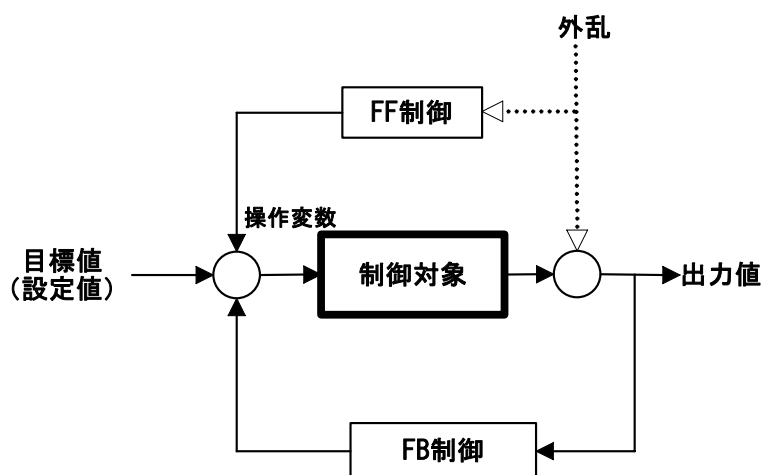 外乱
FF制御
操作変数
目標値
(設定値)
制御対象
出力値
FB制御